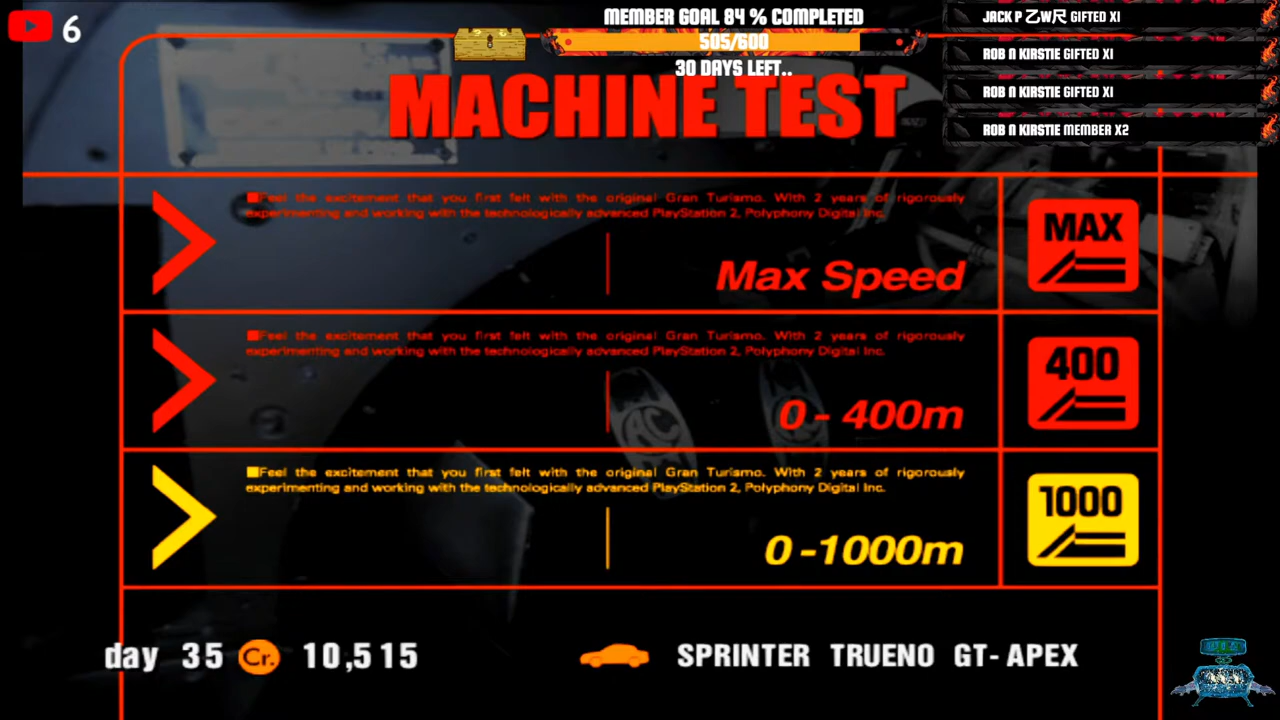 6
MEMBER GOAL 84 % COMPLETED
505/600
30 DAYS LEFT..
JACK P 乙W尺 GIFTED X1
ROB N KIRSTIE GIFTED X1
ROB N KIRSTIE GIFTED X1
ROB N KIRSTIE MEMBER X2
MACHINE TEST
■Feel the excitement that you first felt with the original Gran Turismo. With 2 years of rigorously
experimenting and working with the technologically advanced PlayStation 2, Polyphony Digital Inc.
Max Speed
MAX
■Feel the excitement that you first felt with the original Gran Turismo. With 2 years of rigorously
experimenting and working with the technologically advanced PlayStation 2, Polyphony Digital Inc.
0 - 400m
400
■Feel the excitement that you first felt with the original Gran Turismo. With 2 years of rigorously
experimenting and working with the technologically advanced PlayStation 2, Polyphony Digital Inc.
0 -1000m
1000
day 35 Cr. 10,515
SPRINTER TRUENO GT-APEX